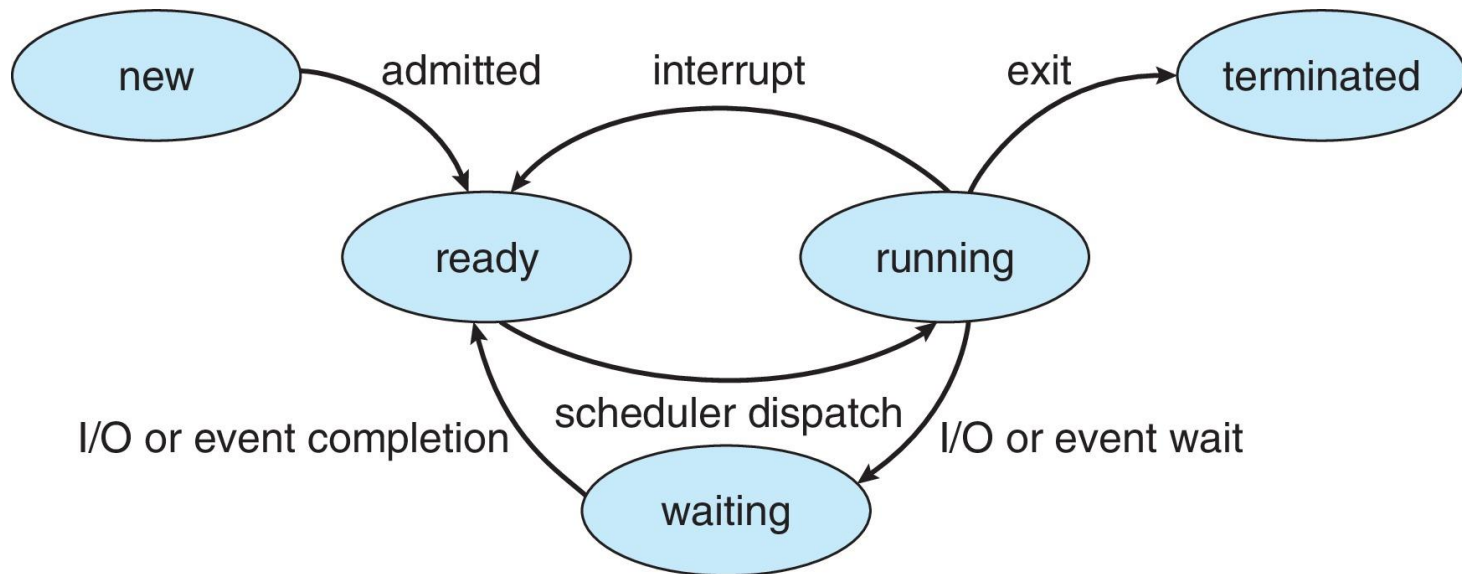 new
admitted
interrupt
exit
terminated
ready
running
scheduler dispatch
I/O or event completion
I/O or event wait
waiting